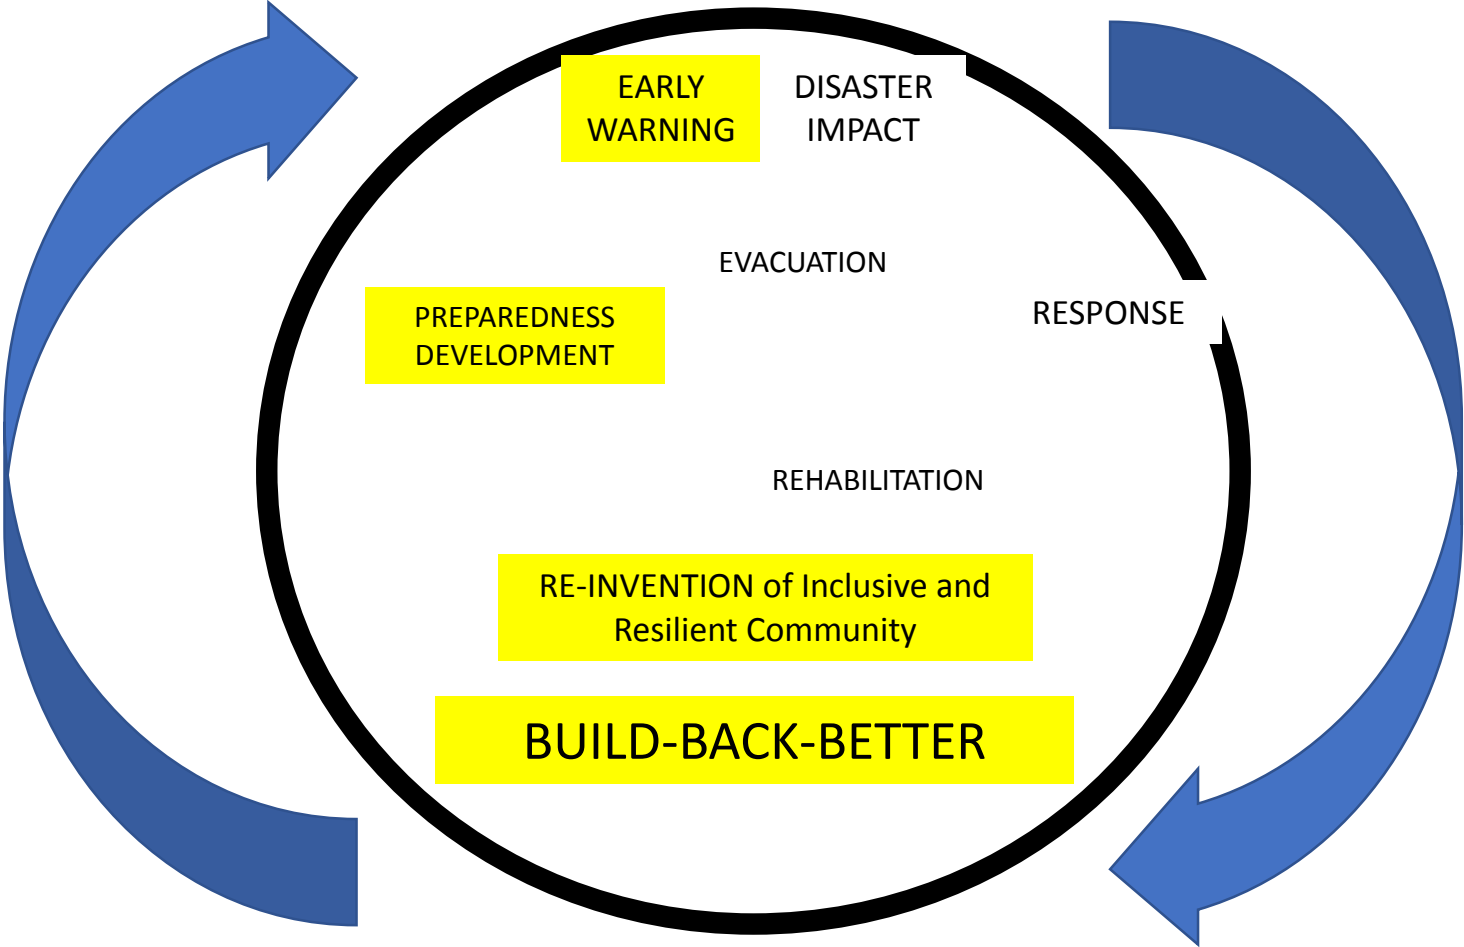 EARLY
WARNING
DISASTER
IMPACT
EVACUATION
PREPAREDNESS
DEVELOPMENT
RESPONSE
REHABILITATION
RE-INVENTION of Inclusive and
Resilient Community
BUILD-BACK-BETTER